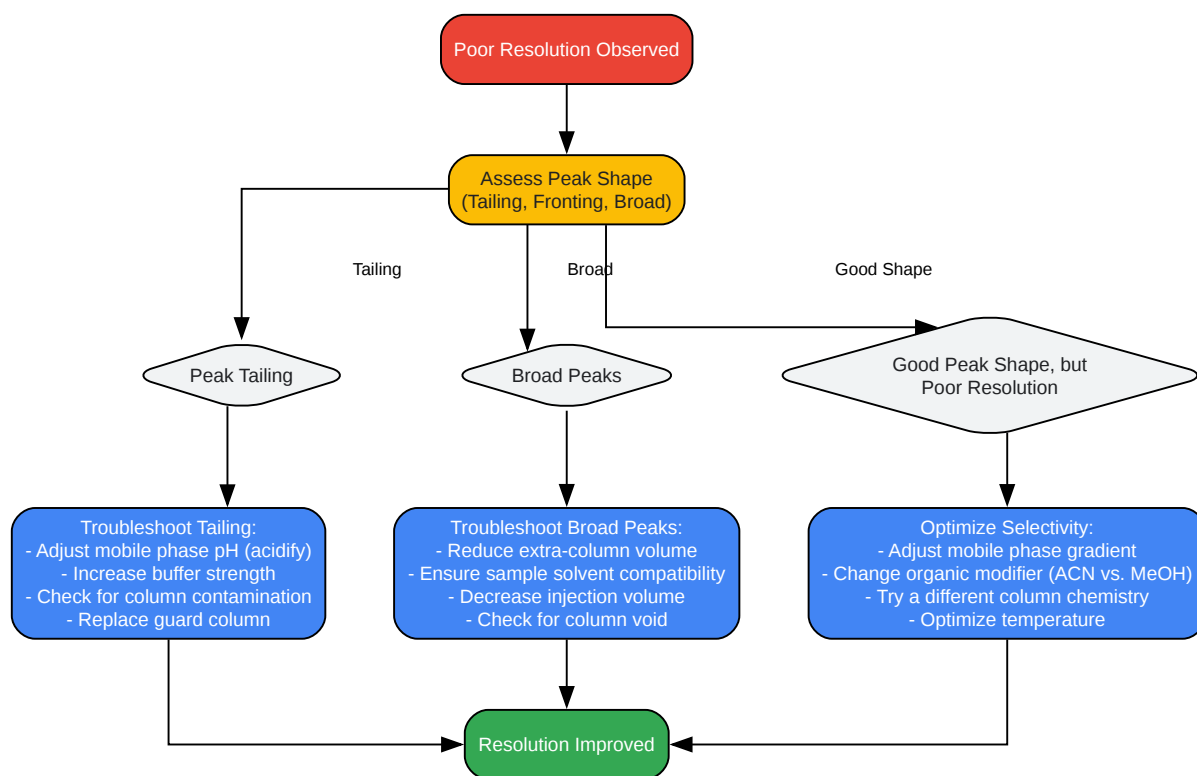 Poor Resolution Observed
Assess Peak Shape
(Tailing, Fronting, Broad)
Tailing
Broad
Good Shape
Peak Tailing
Broad Peaks
Good Peak Shape, but
Poor Resolution
Troubleshoot Tailing:
- Adjust mobile phase pH (acidify)
- Increase buffer strength
- Check for column contamination
- Replace guard column
Troubleshoot Broad Peaks:
- Reduce extra-column volume
- Ensure sample solvent compatibility
- Decrease injection volume
- Check for column void
Optimize Selectivity:
- Adjust mobile phase gradient
- Change organic modifier (ACN vs. MeOH)
- Try a different column chemistry
- Optimize temperature
Resolution Improved